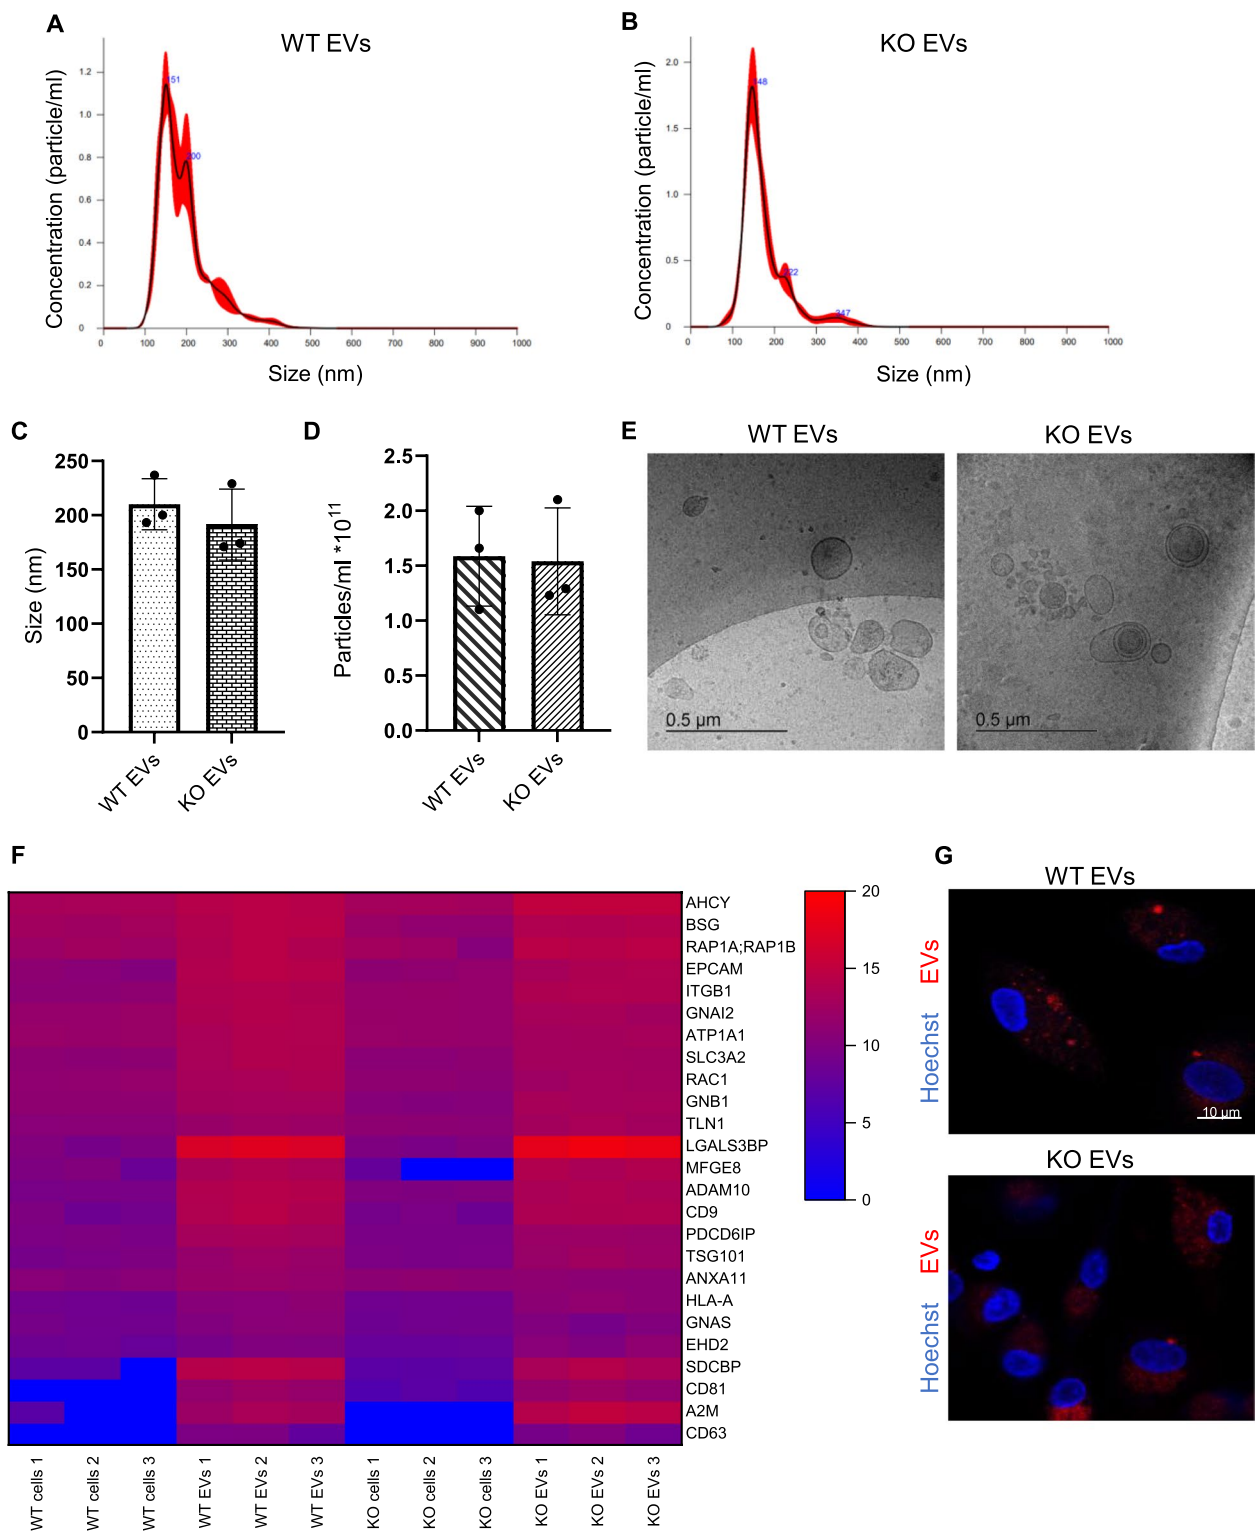 A
WT EVs
Concentration (particle/ml)
1.2
1.0
0.8
0.6
0.4
0.2
0
151
200
0
100
200
300
400
500
600
700
800
900
1000
Size (nm)
B
KO EVs
Concentration (particle/ml)
2.0
1.5
1.0
0.5
0
148
222
347
0
100
200
300
400
500
600
700
800
900
1000
Size (nm)
C
Size (nm)
250
200
150
100
50
0
WT EVs
KO EVs
D
Particles/ml *10¹¹
2.5
2.0
1.5
1.0
0.5
0.0
WT EVs
KO EVs
E
WT EVs
0.5 µm
KO EVs
0.5 µm
F
AHCY
BSG
RAP1A;RAP1B
EPCAM
ITGB1
GNAI2
ATP1A1
SLC3A2
RAC1
GNB1
TLN1
LGALS3BP
MFGE8
ADAM10
CD9
PDCD6IP
TSG101
ANXA11
HLA-A
GNAS
EHD2
SDCBP
CD81
A2M
CD63
20
15
10
5
0
WT cells 1
WT cells 2
WT cells 3
WT EVs 1
WT EVs 2
WT EVs 3
KO cells 1
KO cells 2
KO cells 3
KO EVs 1
KO EVs 2
KO EVs 3
G
WT EVs
Hoechst EVs
10 µm
KO EVs
Hoechst EVs